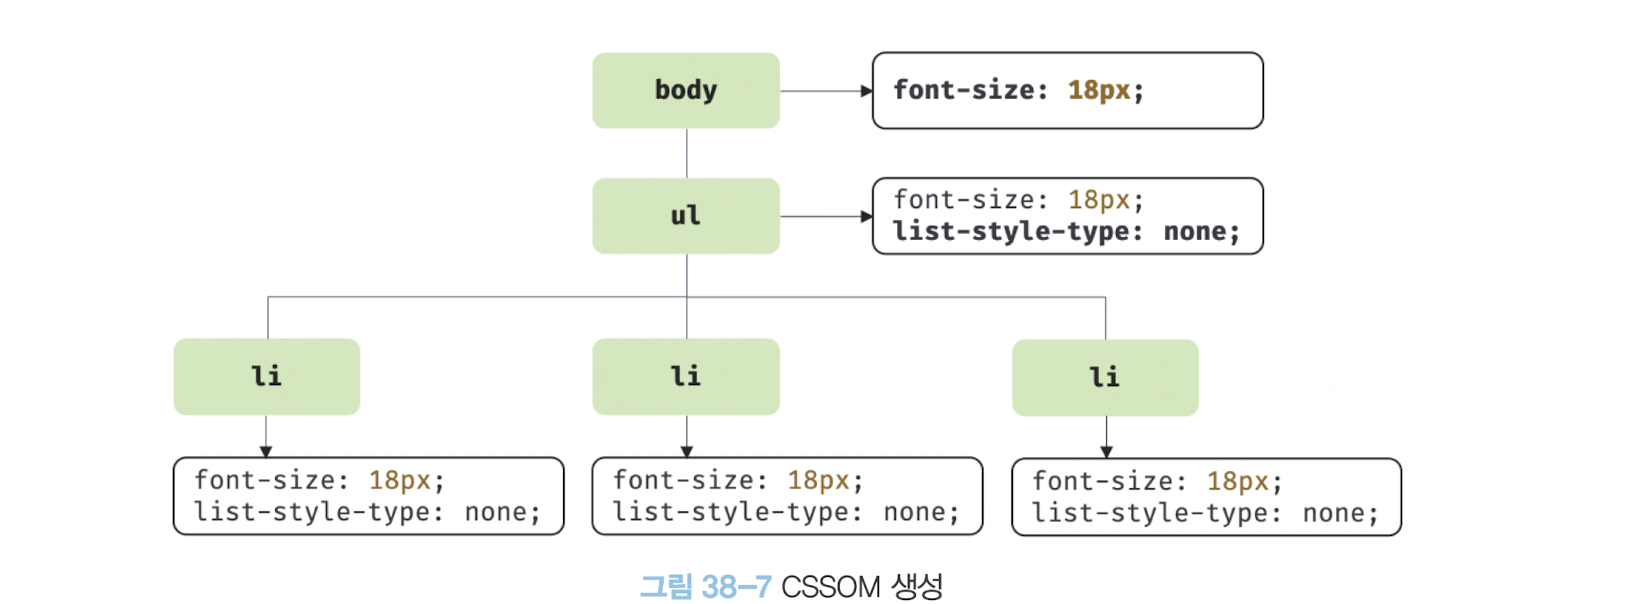 body
font-size: 18px;
ul
font-size: 18px;
list-style-type: none;
li
li
li
font-size: 18px;
list-style-type: none;
font-size: 18px;
list-style-type: none;
font-size: 18px;
list-style-type: none;
그림 38-7 CSSOM 생성